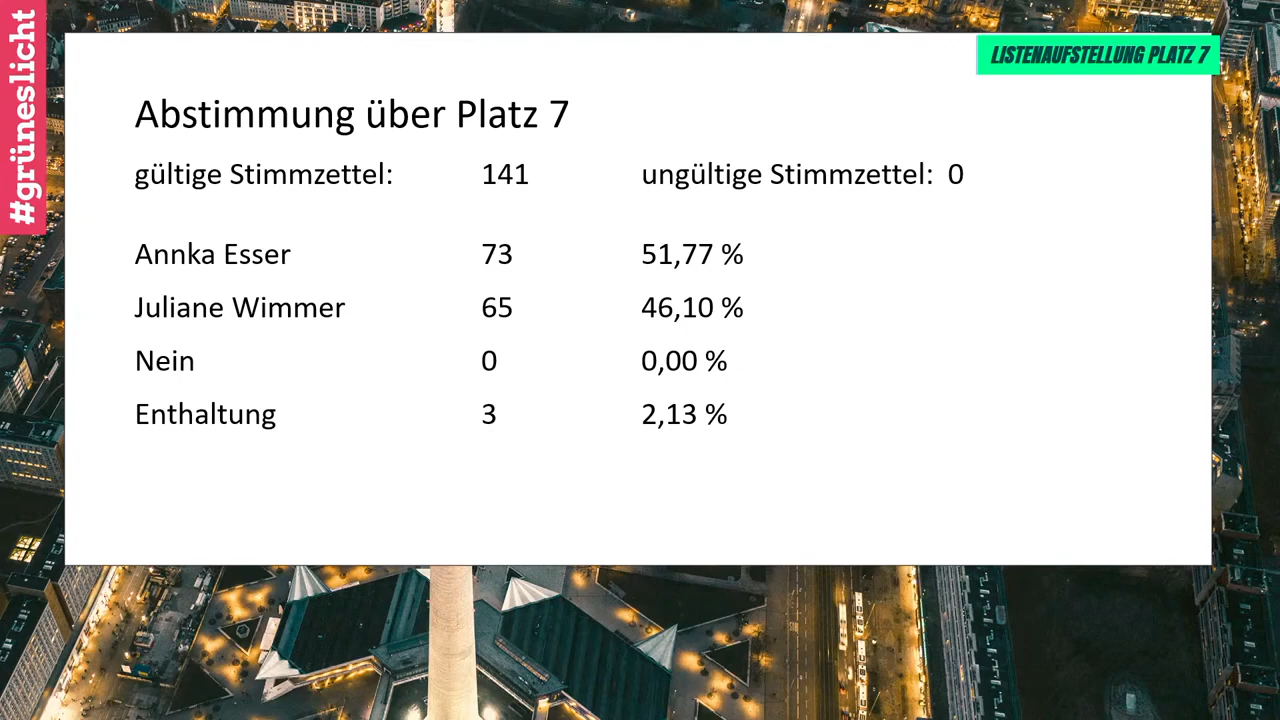 #grüneslicht
LISTENAUFSTELLUNG PLATZ 7
Abstimmung über Platz 7
gültige Stimmzettel: 141 ungültige Stimmzettel: 0
Annka Esser 73 51,77 %
Juliane Wimmer 65 46,10 %
Nein 0 0,00 %
Enthaltung 3 2,13 %